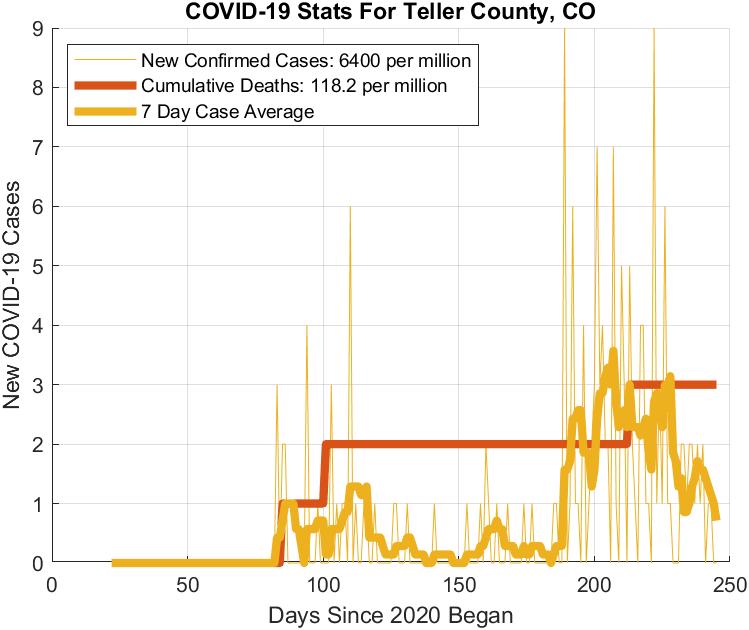 COVID-19 Stats For Teller County, CO
New Confirmed Cases: 6400 per million
Cumulative Deaths: 118.2 per million
7 Day Case Average
New COVID-19 Cases
9
8
7
6
5
4
3
2
1
0
0 50 100 150 200 250
Days Since 2020 Began